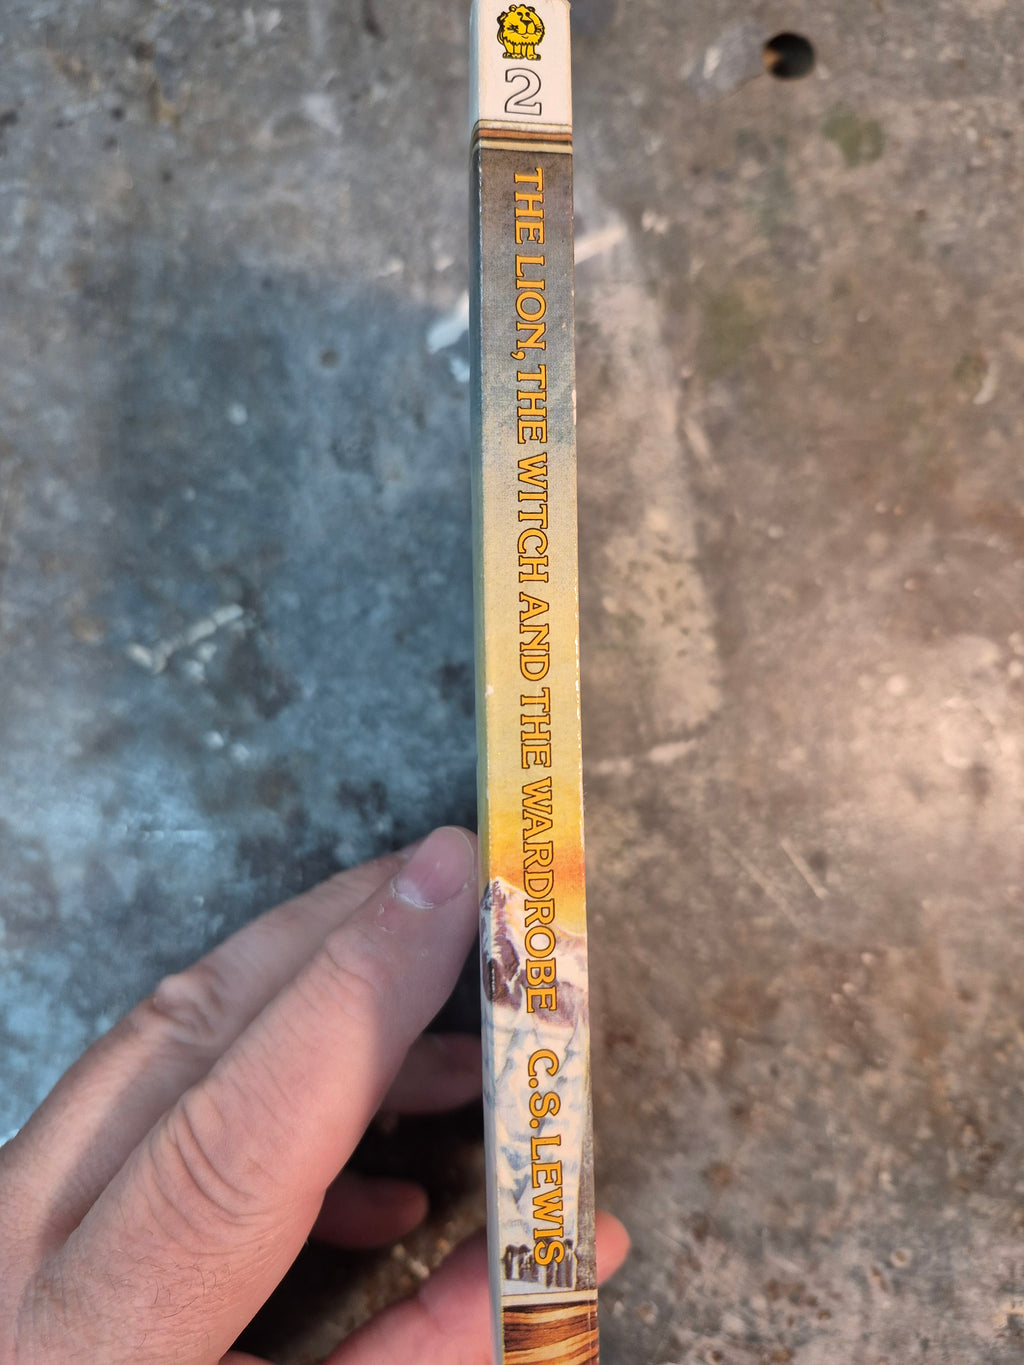 2
THE LION, THE WITCH AND THE WARDROBE C.S. LEWIS